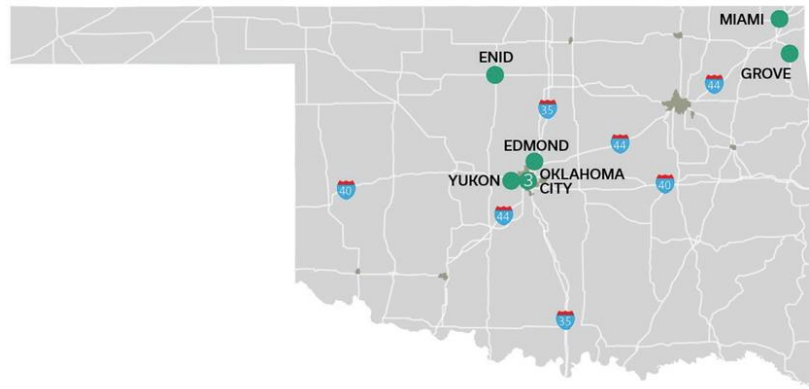 MIAMI
ENID
GROVE
44
35
EDMOND
44
YUKON
3
OKLAHOMA
CITY
40
40
44
35